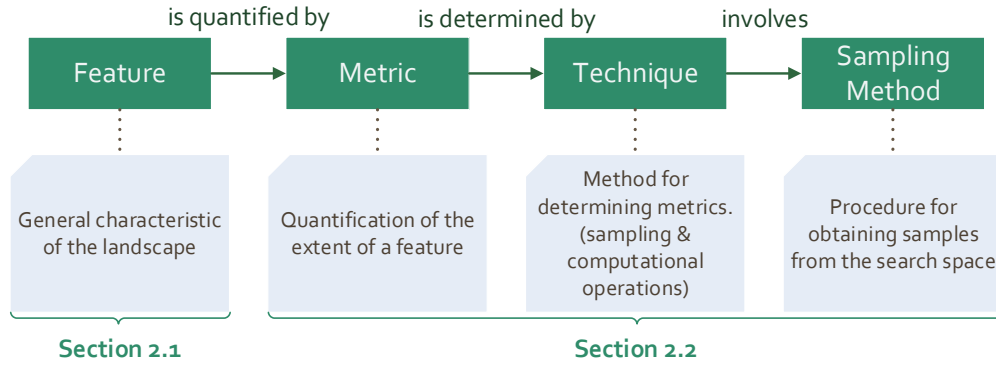 is quantified by
is determined by
involves
Feature
Metric
Technique
Sampling
Method
General characteristic
of the landscape
Quantification of the
extent of a feature
Method for
determining metrics.
(sampling &
computational
operations)
Procedure for
obtaining samples
from the search space
Section 2.1
Section 2.2